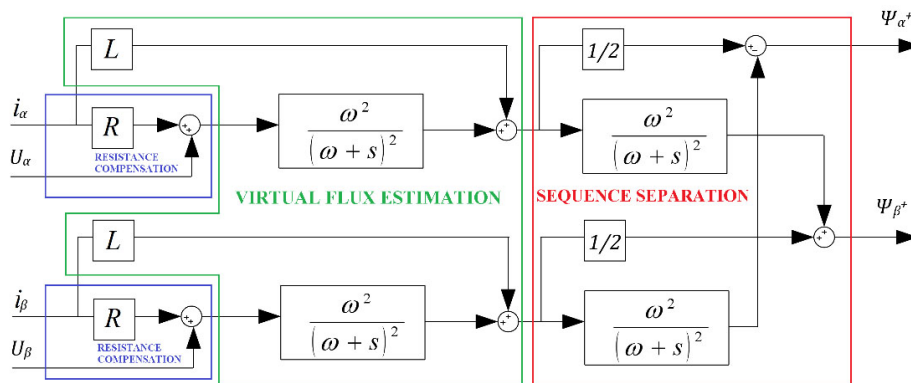 Ψα+
L
1/2
+-
iα
R
++
ω²
(ω + s)²
++
ω²
(ω + s)²
Uα
RESISTANCE
COMPENSATION
VIRTUAL FLUX ESTIMATION
SEQUENCE SEPARATION
Ψβ+
L
1/2
++
iβ
R
++
ω²
(ω + s)²
++
ω²
(ω + s)²
Uβ
RESISTANCE
COMPENSATION